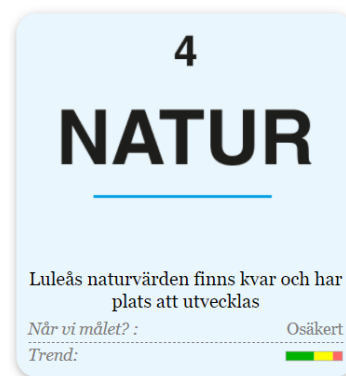 4
NATUR
Luleås naturvärden finns kvar och har
plats att utvecklas
Når vi målet? : Osäkert
Trend: